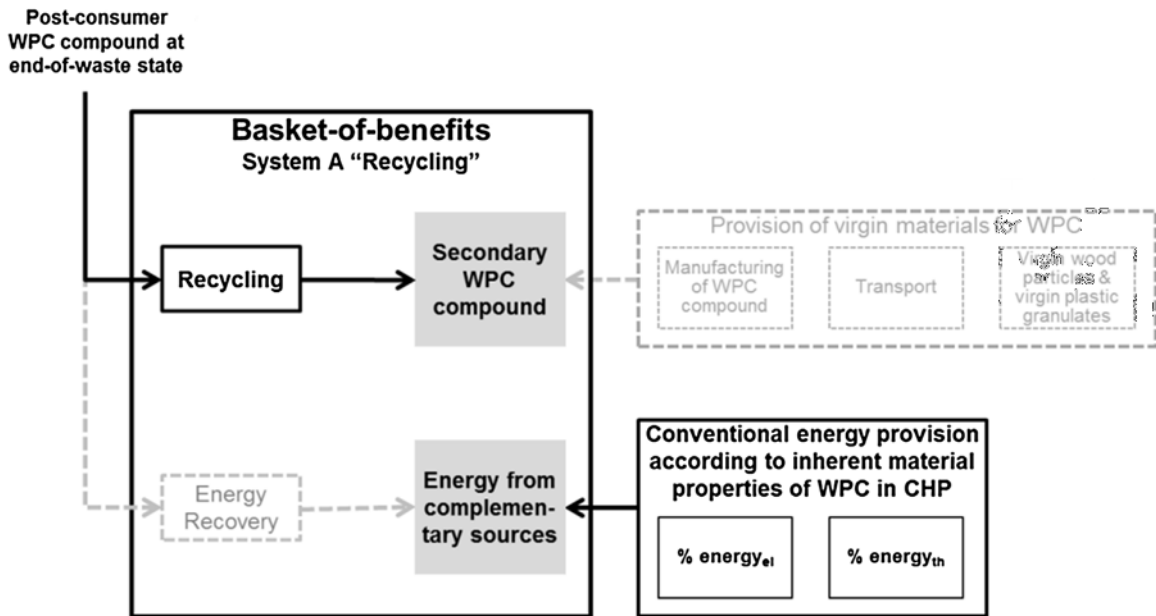 Post-consumer
WPC compound at
end-of-waste state
Basket-of-benefits
System A “Recycling”
Recycling
Secondary
WPC
compound
Provision of virgin materials for WPC
Manufacturing
of WPC
compound
Transport
Virgin wood
particles &
virgin plastic
granulates
Energy
Recovery
Energy from
complemen-
tary sources
Conventional energy provision
according to inherent material
properties of WPC in CHP
% energyel
% energyth